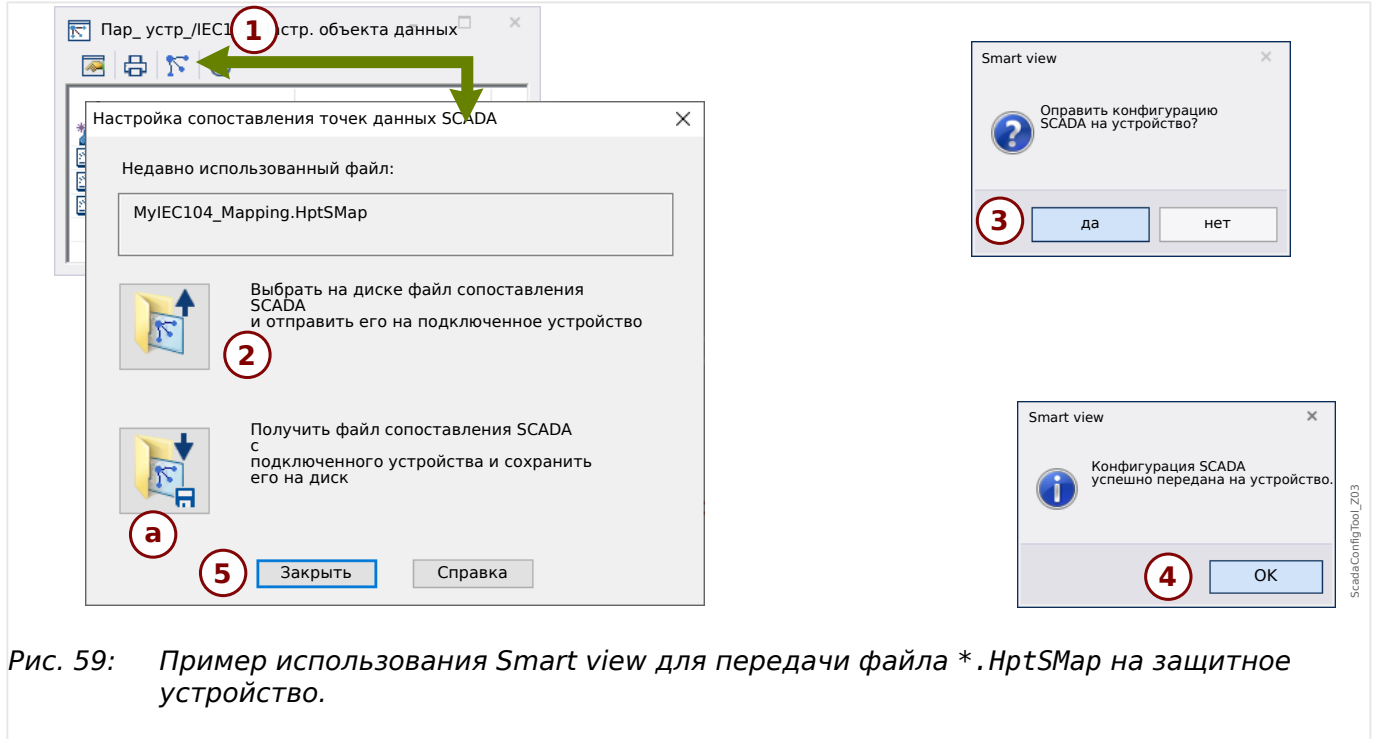 Пар_ устр_/IEC1 1 стр. объекта данных
Настройка сопоставления точек данных SCADA
Недавно использованный файл:
MyIEC104_Mapping.HptSMap
Выбрать на диске файл сопоставления
SCADA
и отправить его на подключенное устройство
2
Получить файл сопоставления SCADA
с
подключенного устройства и сохранить
его на диск
a
5 Закрыть Справка
Smart view
Оправить конфигурацию
SCADA на устройство?
3 да нет
Smart view
Конфигурация SCADA
успешно передана на устройство.
4 OK
ScadaConfigTool_Z03
Рис. 59: Пример использования Smart view для передачи файла *.HptSMap на защитное
устройство.